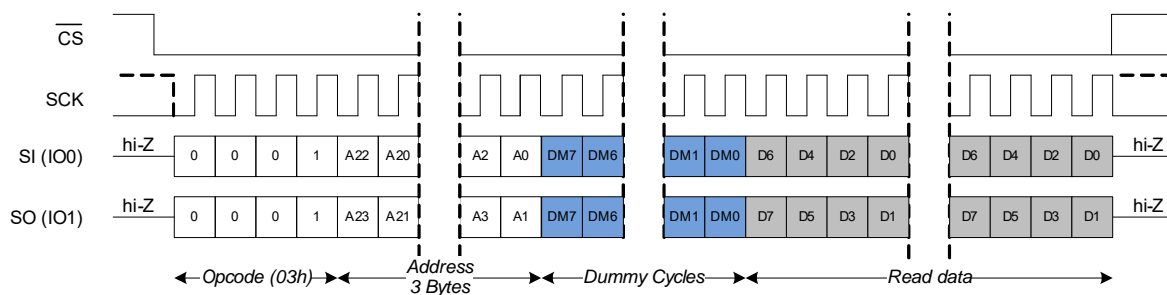 CS
SCK
hi-Z hi-Z
SI (IO0) 0 0 0 1 A22 A20 A2 A0 DM7 DM6 DM1 DM0 D6 D4 D2 D0 D6 D4 D2 D0
hi-Z hi-Z
SO (IO1) 0 0 0 1 A23 A21 A3 A1 DM7 DM6 DM1 DM0 D7 D5 D3 D1 D7 D5 D3 D1
Opcode (03h) Address Dummy Cycles Read data
3 Bytes